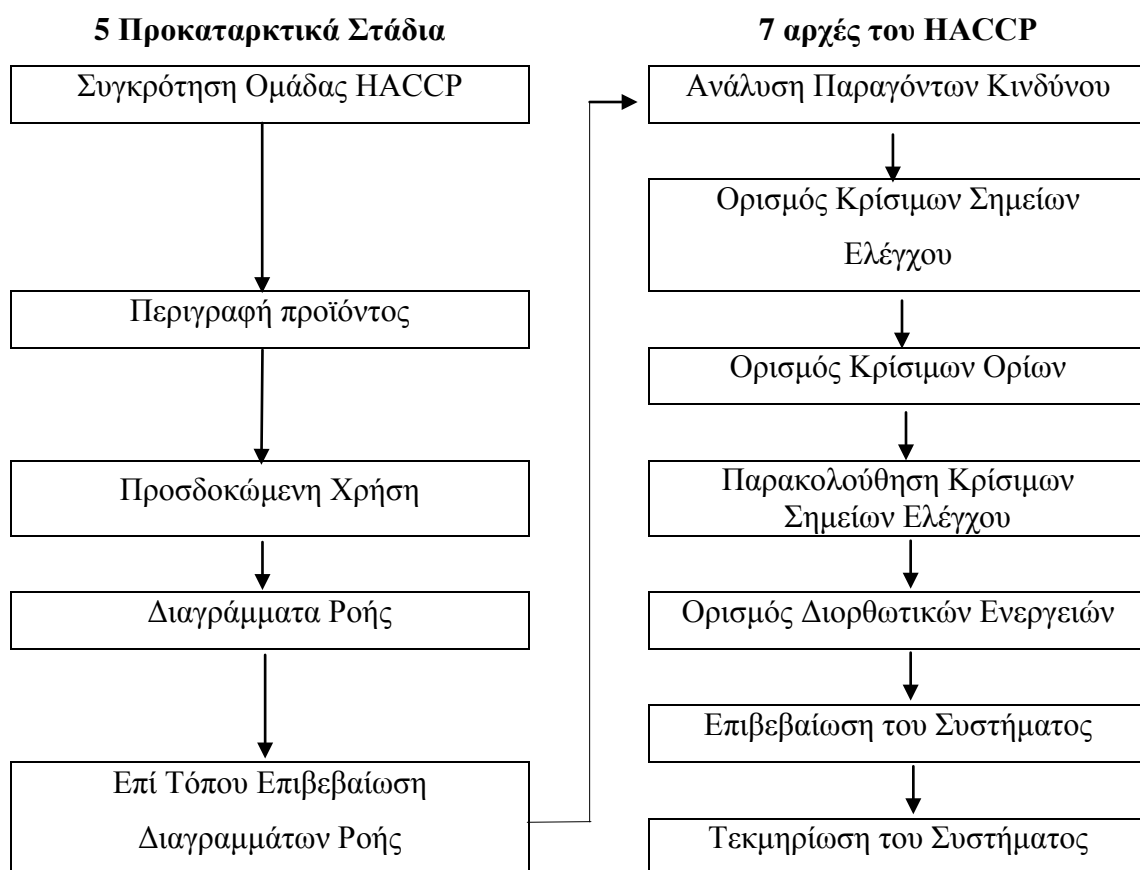 5 Προκαταρκτικά Στάδια
Συγκρότηση Ομάδας HACCP
Περιγραφή προϊόντος
Προσδοκώμενη Χρήση
Διαγράμματα Ροής
Επί Τόπου Επιβεβαίωση
Διαγραμμάτων Ροής
7 αρχές του HACCP
Ανάλυση Παραγόντων Κινδύνου
Ορισμός Κρίσιμων Σημείων
Ελέγχου
Ορισμός Κρίσιμων Ορίων
Παρακολούθηση Κρίσιμων
Σημείων Ελέγχου
Ορισμός Διορθωτικών Ενεργειών
Επιβεβαίωση του Συστήματος
Τεκμηρίωση του Συστήματος